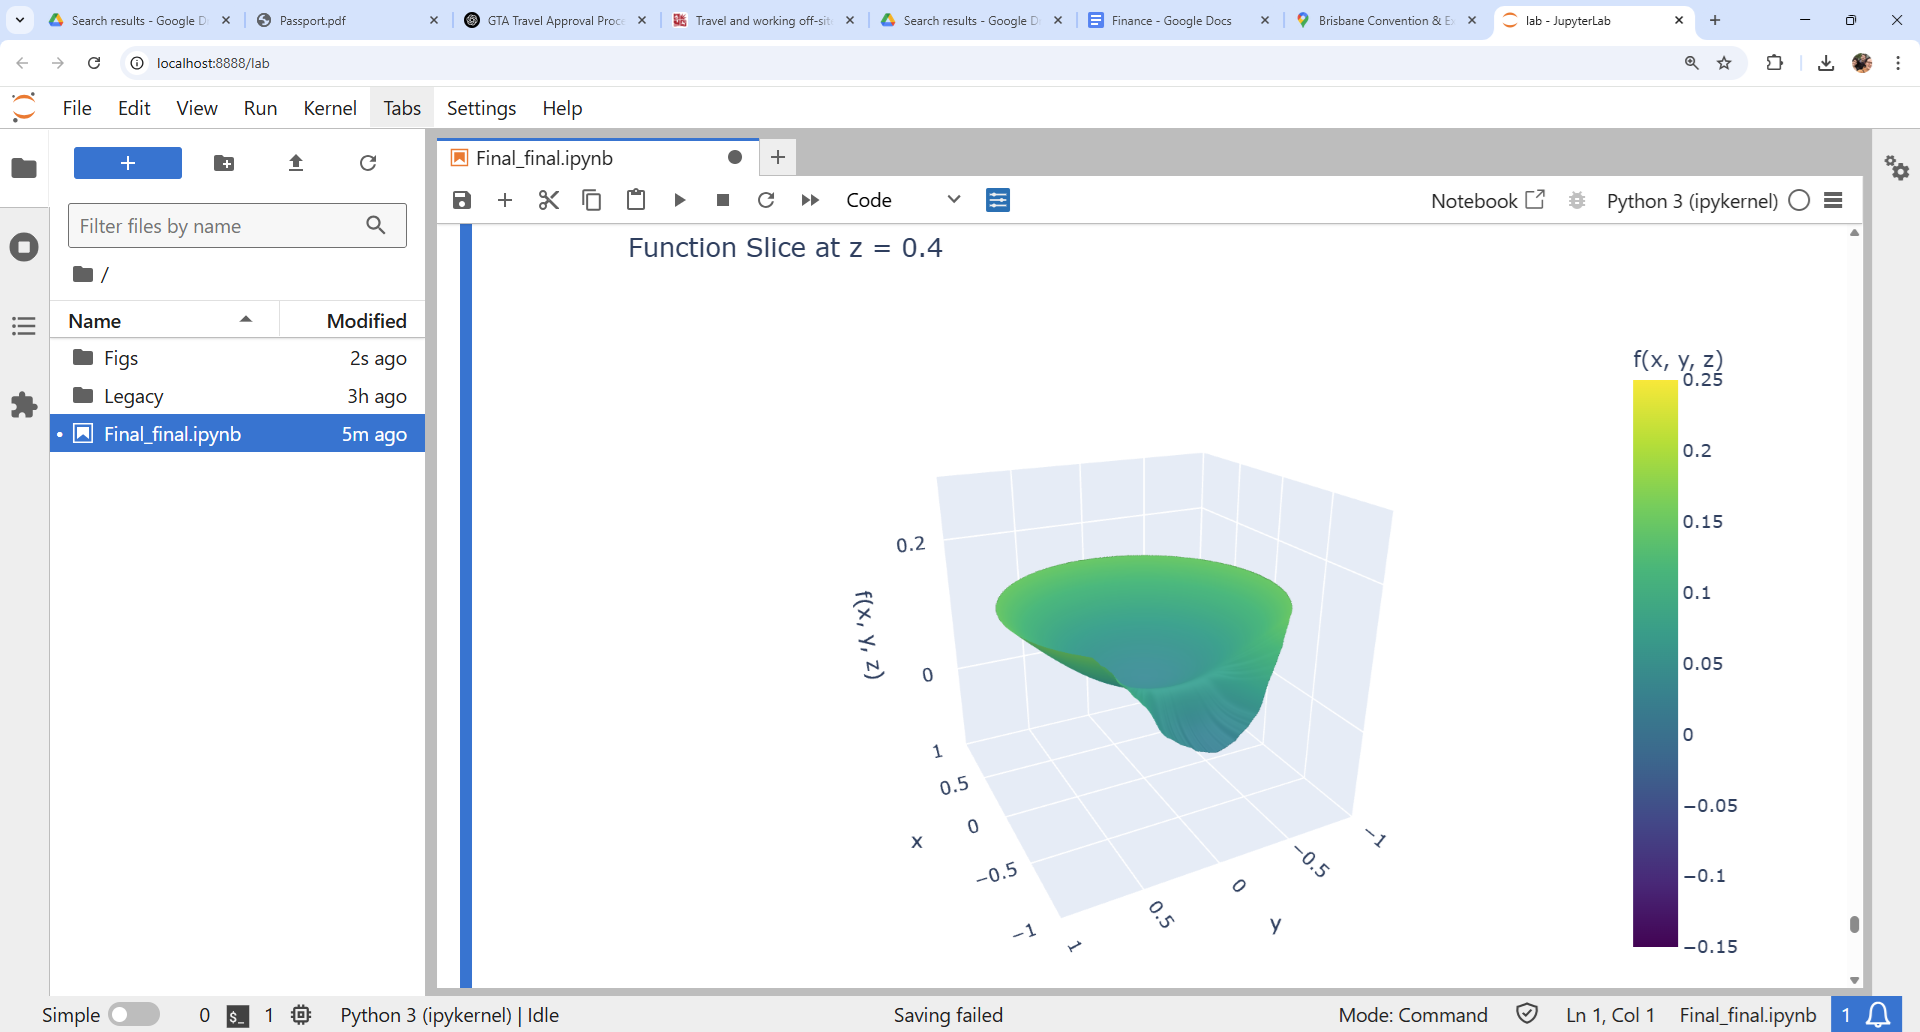 Search results - Google D
Passport.pdf
GTA Travel Approval Proc
Travel and working off-sit
Search results - Google D
Finance - Google Docs
Brisbane Convention & E
lab - JupyterLab
localhost:8888/lab
File Edit View Run Kernel Tabs Settings Help
Final_final.ipynb
Filter files by name
Code
Notebook
Python 3 (ipykernel)
/
Name Modified
Figs 2s ago
Legacy 3h ago
Final_final.ipynb 5m ago
Function Slice at z = 0.4
f(x, y, z)
0.25
0.2
0.15
0.1
0.05
0
−0.05
−0.1
−0.15
0.2
0
f(x, y, z)
1
0.5
0
−0.5
−1
x
1
0.5
0
−0.5
−1
y
Simple 0 $_ 1 Python 3 (ipykernel) | Idle Saving failed Mode: Command Ln 1, Col 1 Final_final.ipynb 1